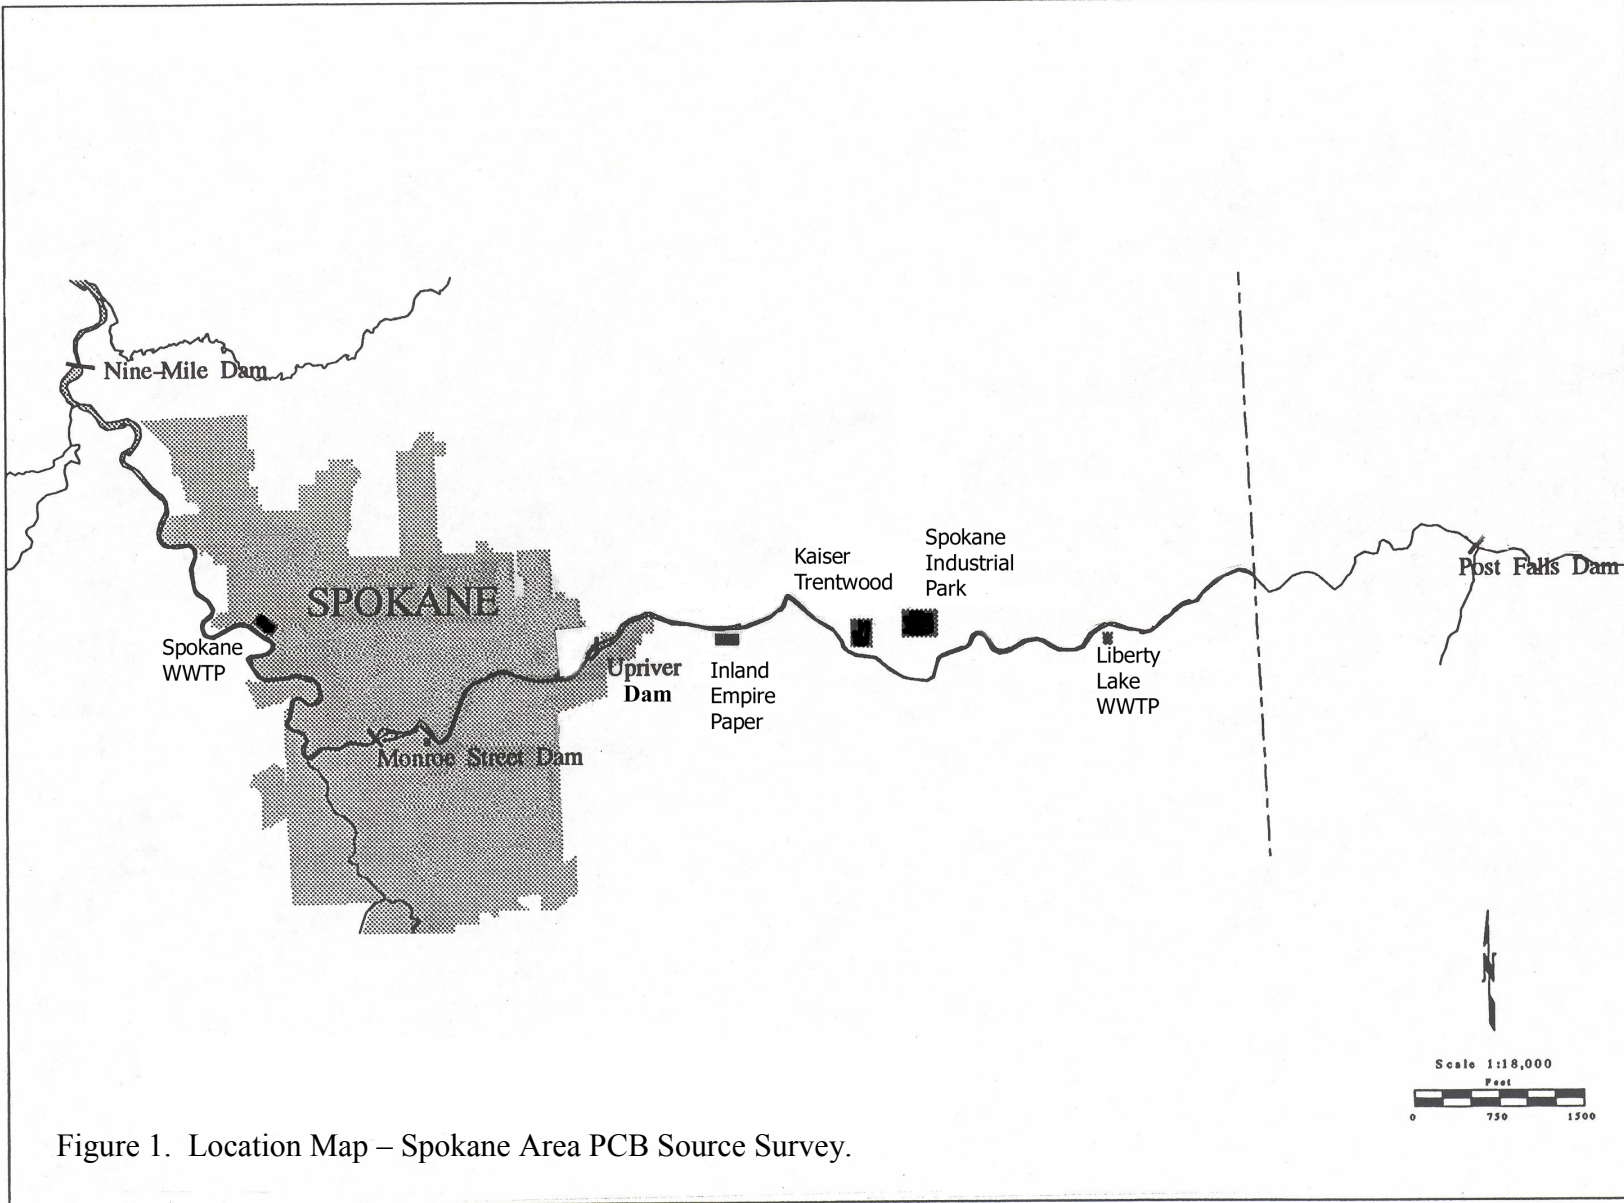 Nine-Mile Dam
SPOKANE
Spokane
WWTP
Monroe Street Dam
Upriver
Dam
Inland
Empire
Paper
Kaiser
Trentwood
Spokane
Industrial
Park
Liberty
Lake
WWTP
Post Falls Dam
N
Scale 1:18,000
Feet
0 750 1500
Figure 1. Location Map – Spokane Area PCB Source Survey.